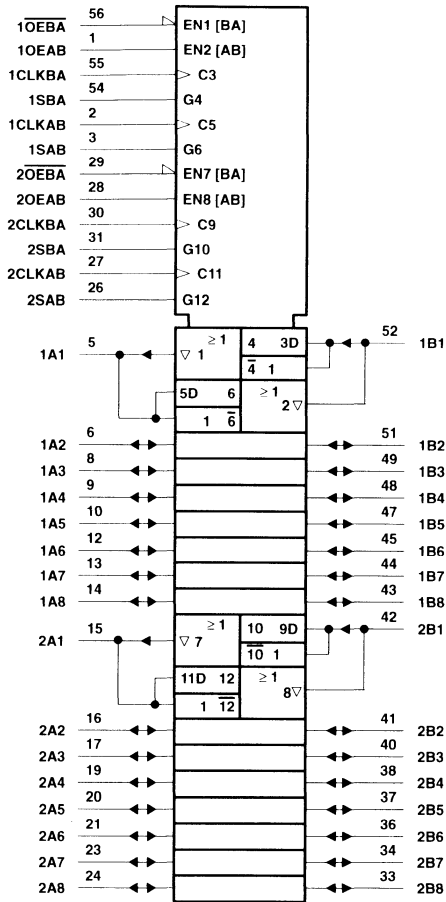 1O̅E̅B̅A̅ 56 EN1 [BA]
1OEAB 1 EN2 [AB]
1CLKBA 55 C3
1SBA 54 G4
1CLKAB 2 C5
1SAB 3 G6
2O̅E̅B̅A̅ 29 EN7 [BA]
2OEAB 28 EN8 [AB]
2CLKBA 30 C9
2SBA 31 G10
2CLKAB 27 C11
2SAB 26 G12
1A1 5 ≥ 1 ▽ 1 4 3D 52 1B1
4̅ 1
5D 6 ≥ 1 2 ▽
1 6̅
1A2 6 51 1B2
1A3 8 49 1B3
1A4 9 48 1B4
1A5 10 47 1B5
1A6 12 45 1B6
1A7 13 44 1B7
1A8 14 43 1B8
2A1 15 ≥ 1 ▽ 7 10 9D 42 2B1
1̅0̅ 1
11D 12 ≥ 1 8 ▽
1 1̅2̅
2A2 16 41 2B2
2A3 17 40 2B3
2A4 19 38 2B4
2A5 20 37 2B5
2A6 21 36 2B6
2A7 23 34 2B7
2A8 24 33 2B8